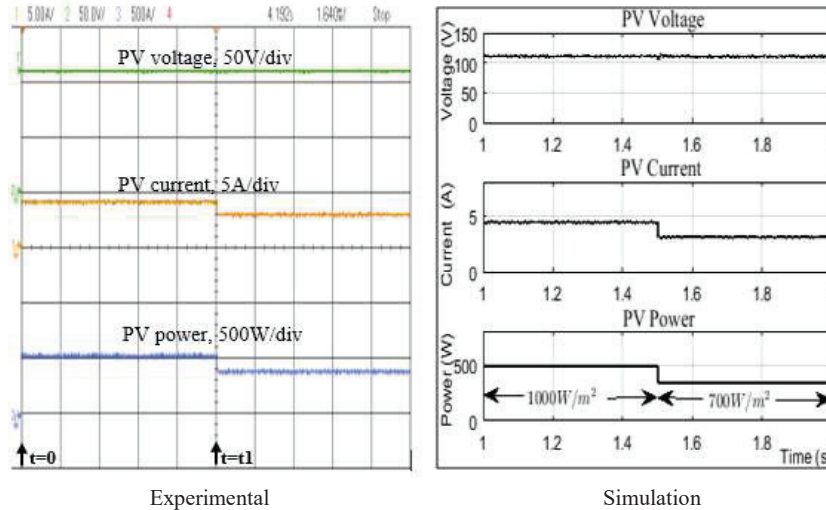 5.00A/ 2 50.0V/ 3 500A/ 4 4.192s 1.640s/ Stop
PV voltage, 50V/div
PV current, 5A/div
PV power, 500W/div
t=0 t=t1
Experimental
PV Voltage
Voltage (V)
150
100
50
0
1 1.2 1.4 1.6 1.8
PV Current
Current (A)
5
0
1 1.2 1.4 1.6 1.8
PV Power
Power (W)
500
0
1000W/m² 700W/m²
1 1.2 1.4 1.6 1.8
Time (s
Simulation